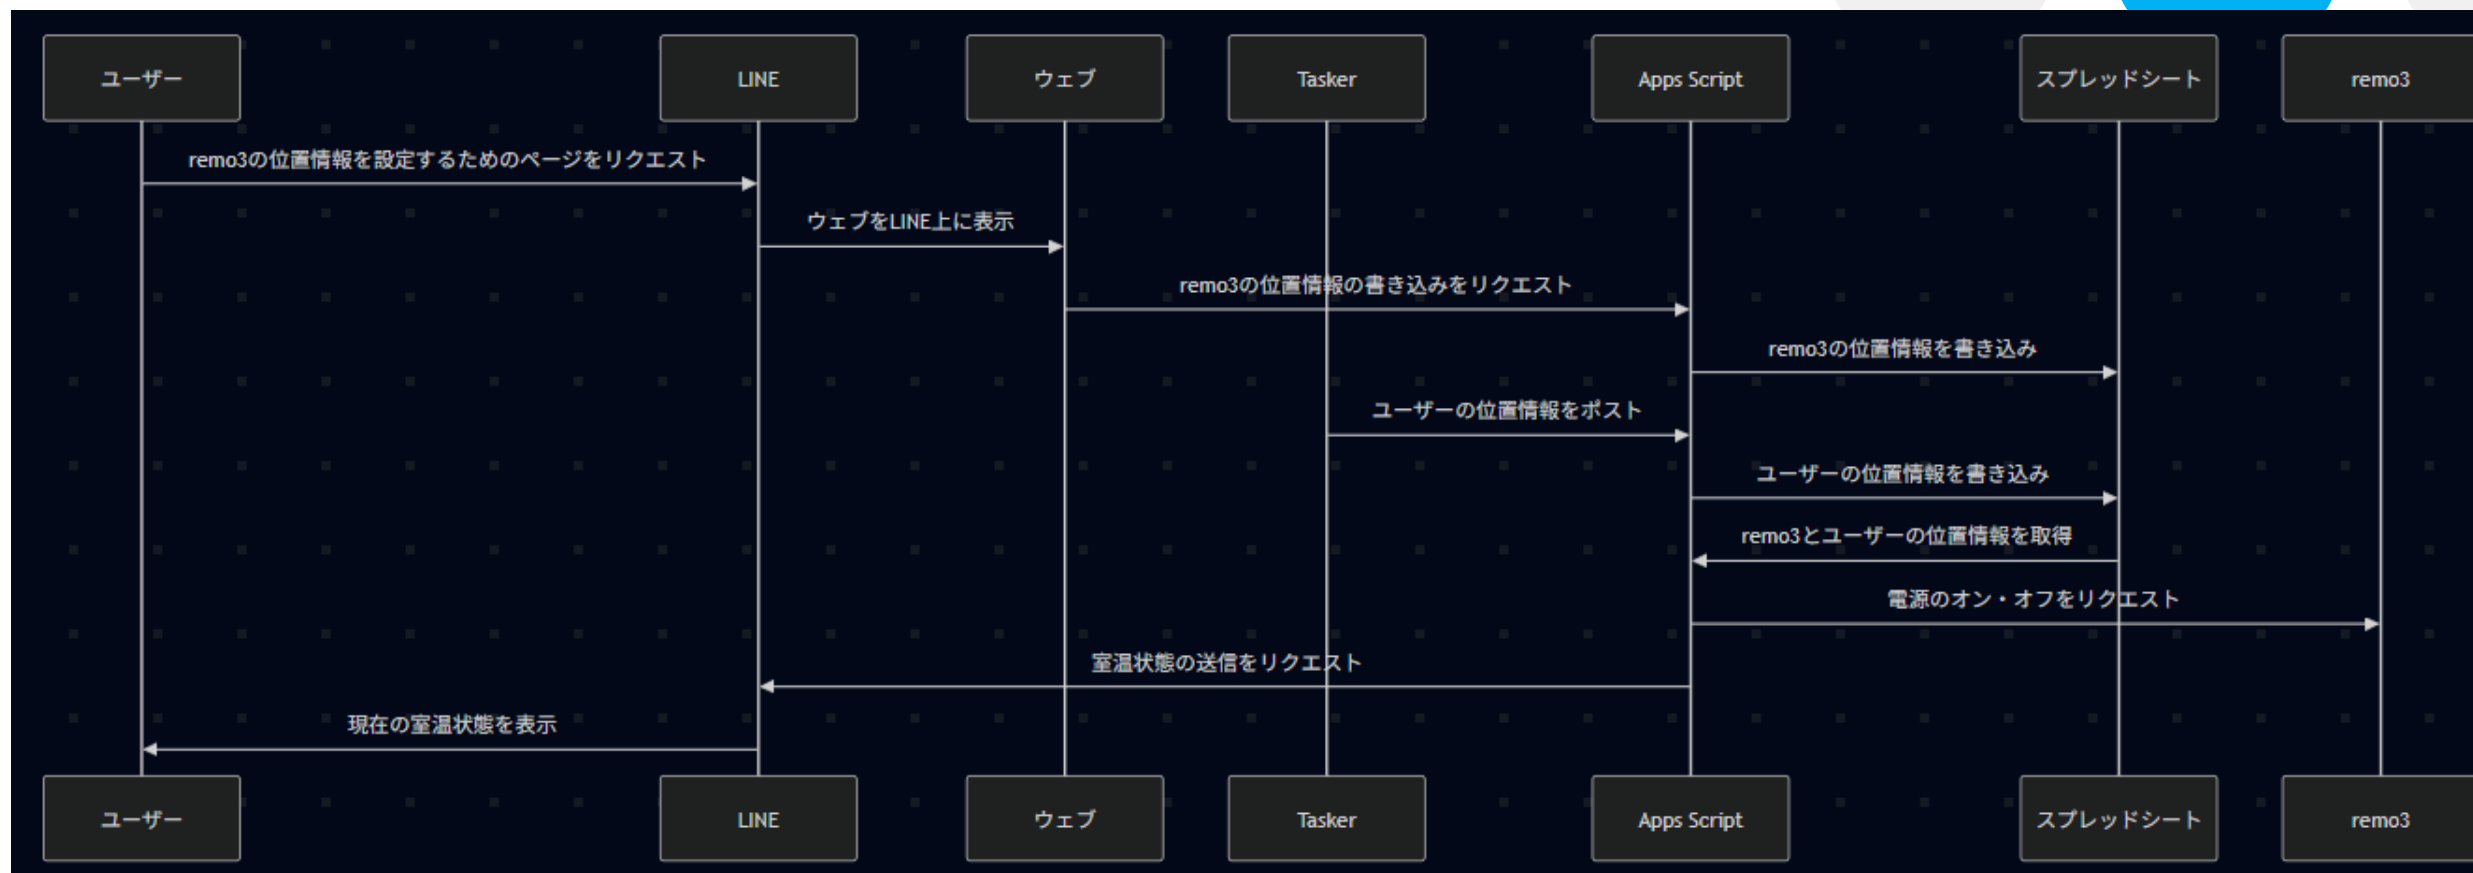 ユーザー
LINE
ウェブ
Tasker
Apps Script
スプレッドシート
remo3
remo3の位置情報を設定するためのページをリクエスト
ウェブをLINE上に表示
remo3の位置情報の書き込みをリクエスト
remo3の位置情報を書き込み
ユーザーの位置情報をポスト
ユーザーの位置情報を書き込み
remo3とユーザーの位置情報を取得
電源のオン・オフをリクエスト
室温状態の送信をリクエスト
現在の室温状態を表示
ユーザー
LINE
ウェブ
Tasker
Apps Script
スプレッドシート
remo3